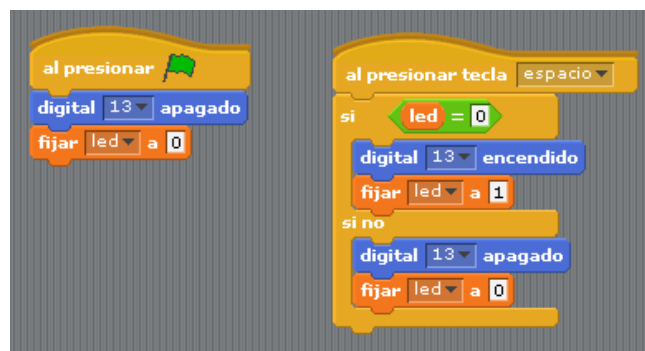 al presionar
digital 13 apagado
fijar led a 0
al presionar tecla espacio
si led = 0
digital 13 encendido
fijar led a 1
si no
digital 13 apagado
fijar led a 0